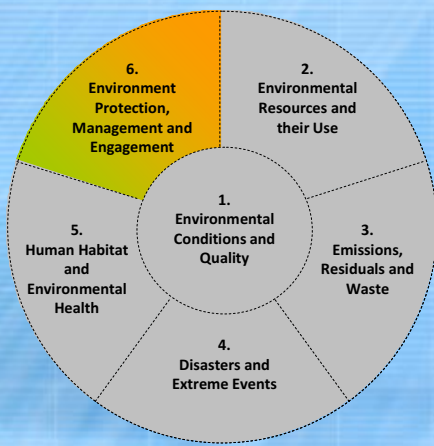 1.
Environmental
Conditions and
Quality
2.
Environmental
Resources and
their Use
3.
Emissions,
Residuals and
Waste
4.
Disasters and
Extreme Events
5.
Human Habitat
and
Environmental
Health
6.
Environment
Protection,
Management and
Engagement